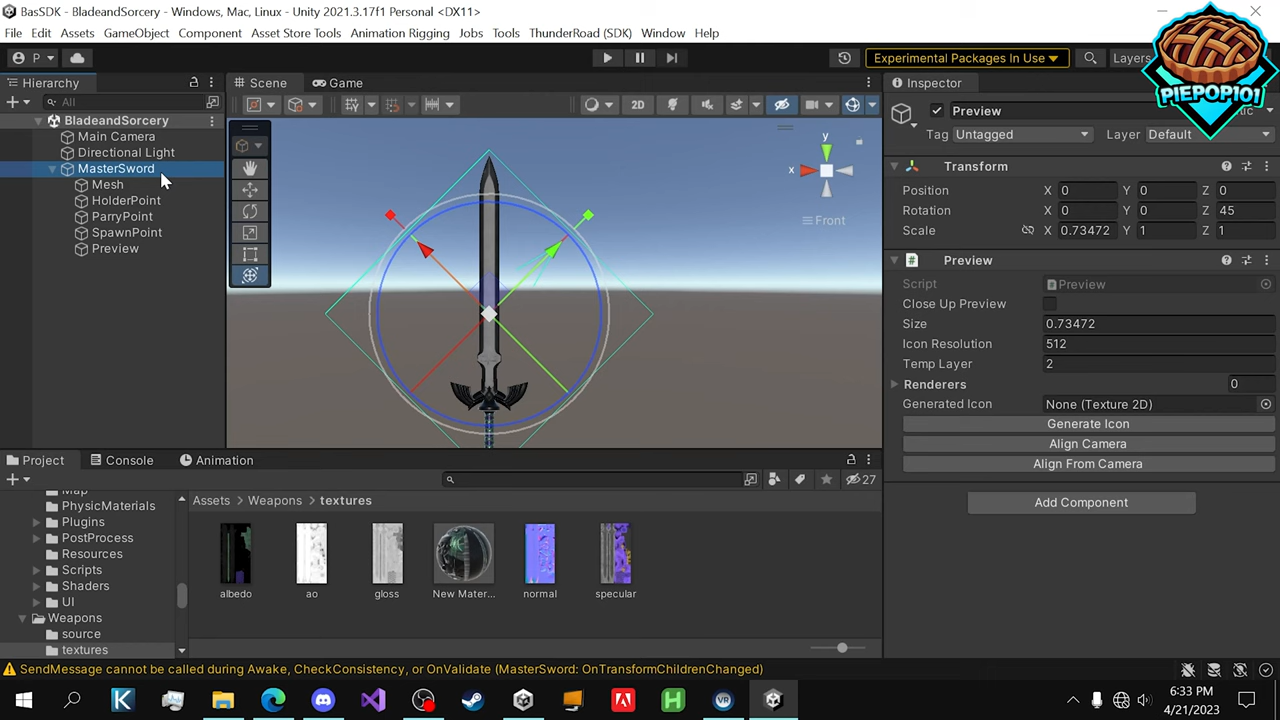 BasSDK - BladeandSorcery - Windows, Mac, Linux - Unity 2021.3.17f1 Personal <DX11>
File Edit Assets GameObject Component Asset Store Tools Animation Rigging Jobs Tools ThunderRoad (SDK) Window Help
P Experimental Packages In Use Layers
PIEPOP101
Hierarchy
All
BladeandSorcery
Main Camera
Directional Light
MasterSword
Mesh
HolderPoint
ParryPoint
SpawnPoint
Preview
Scene Game
2D
y
x
Front
Inspector
Preview
Tag Untagged Layer Default
Transform
Position X 0 Y 0 Z 0
Rotation X 0 Y 0 Z 45
Scale X 0.73472 Y 1 Z 1
Preview
Script Preview
Close Up Preview
Size 0.73472
Icon Resolution 512
Temp Layer 2
Renderers 0
Generated Icon None (Texture 2D)
Generate Icon
Align Camera
Align From Camera
Add Component
Project Console Animation
27
PhysicMaterials
Plugins
PostProcess
Resources
Scripts
Shaders
UI
Weapons
source
textures
Assets Weapons textures
albedo ao gloss New Mater... normal specular
SendMessage cannot be called during Awake, CheckConsistency, or OnValidate (MasterSword: OnTransformChildrenChanged)
6:33 PM
4/21/2023